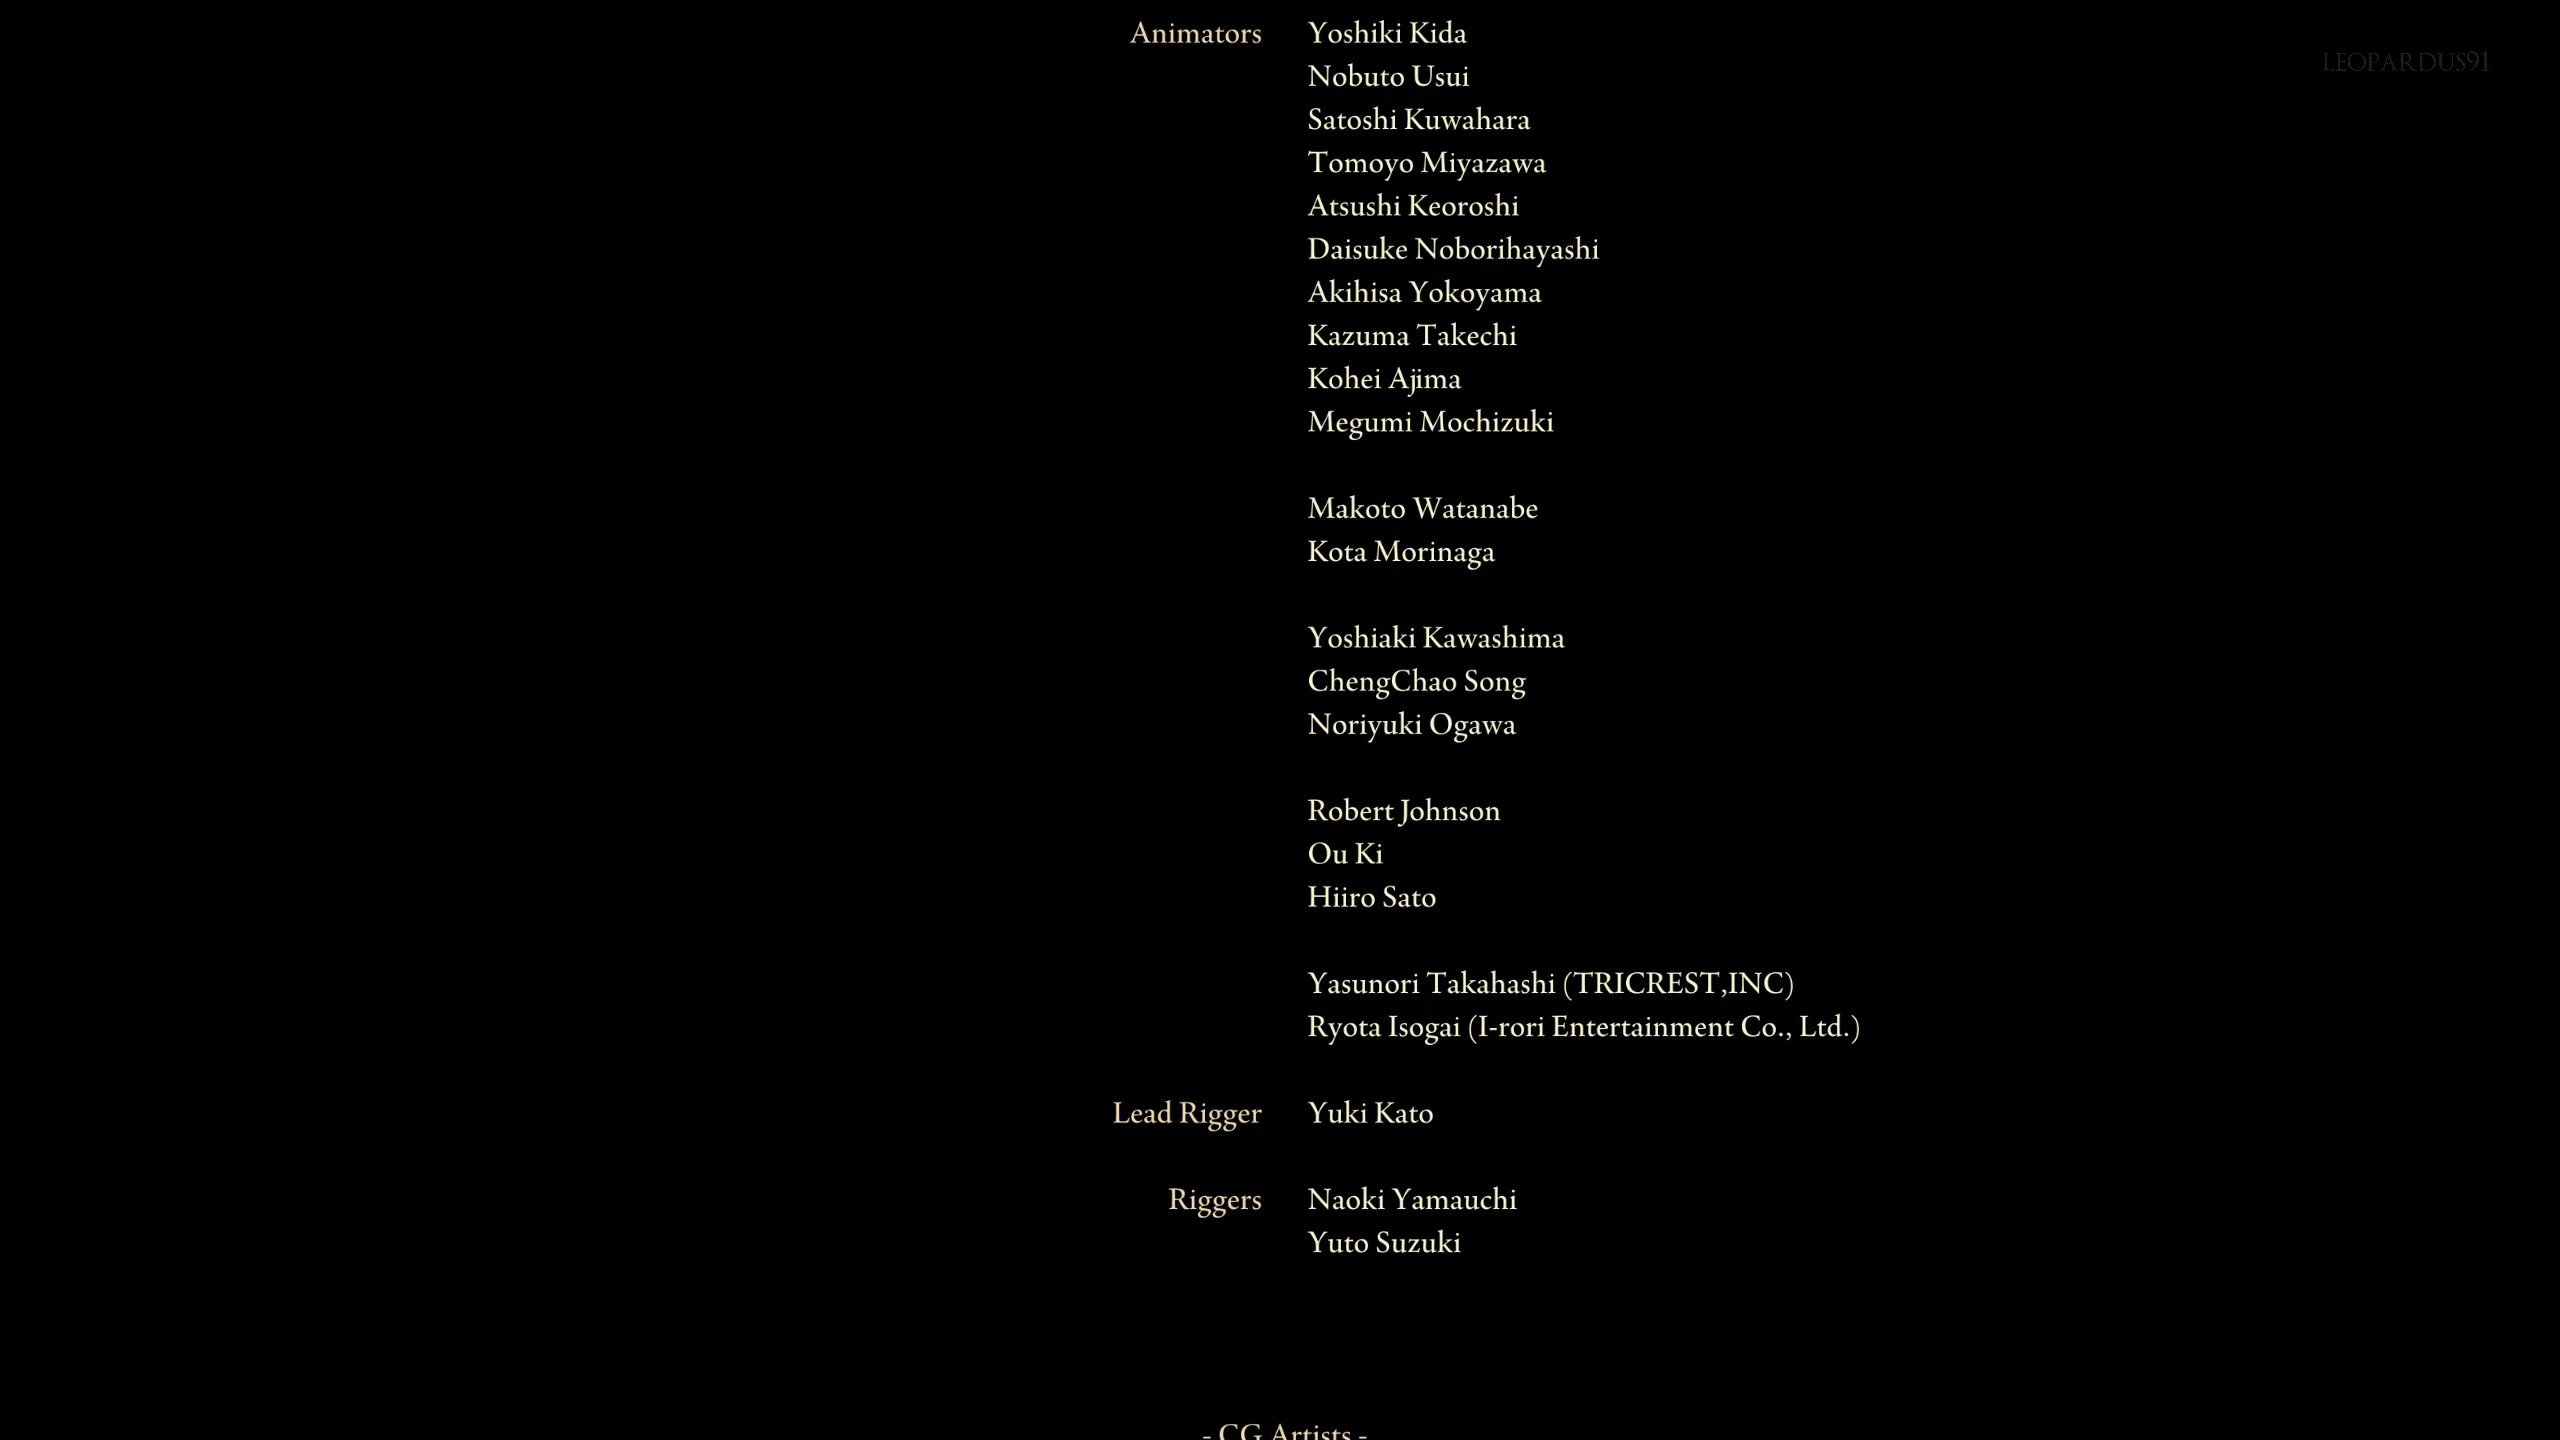 Animators Yoshiki Kida
LEOPARDUS91
Nobuto Usui
Satoshi Kuwahara
Tomoyo Miyazawa
Atsushi Keoroshi
Daisuke Noborihayashi
Akihisa Yokoyama
Kazuma Takechi
Kohei Ajima
Megumi Mochizuki
Makoto Watanabe
Kota Morinaga
Yoshiaki Kawashima
ChengChao Song
Noriyuki Ogawa
Robert Johnson
Ou Ki
Hiiro Sato
Yasunori Takahashi (TRICREST,INC)
Ryota Isogai (I-rori Entertainment Co., Ltd.)
Lead Rigger Yuki Kato
Riggers Naoki Yamauchi
Yuto Suzuki
- CG Artists -